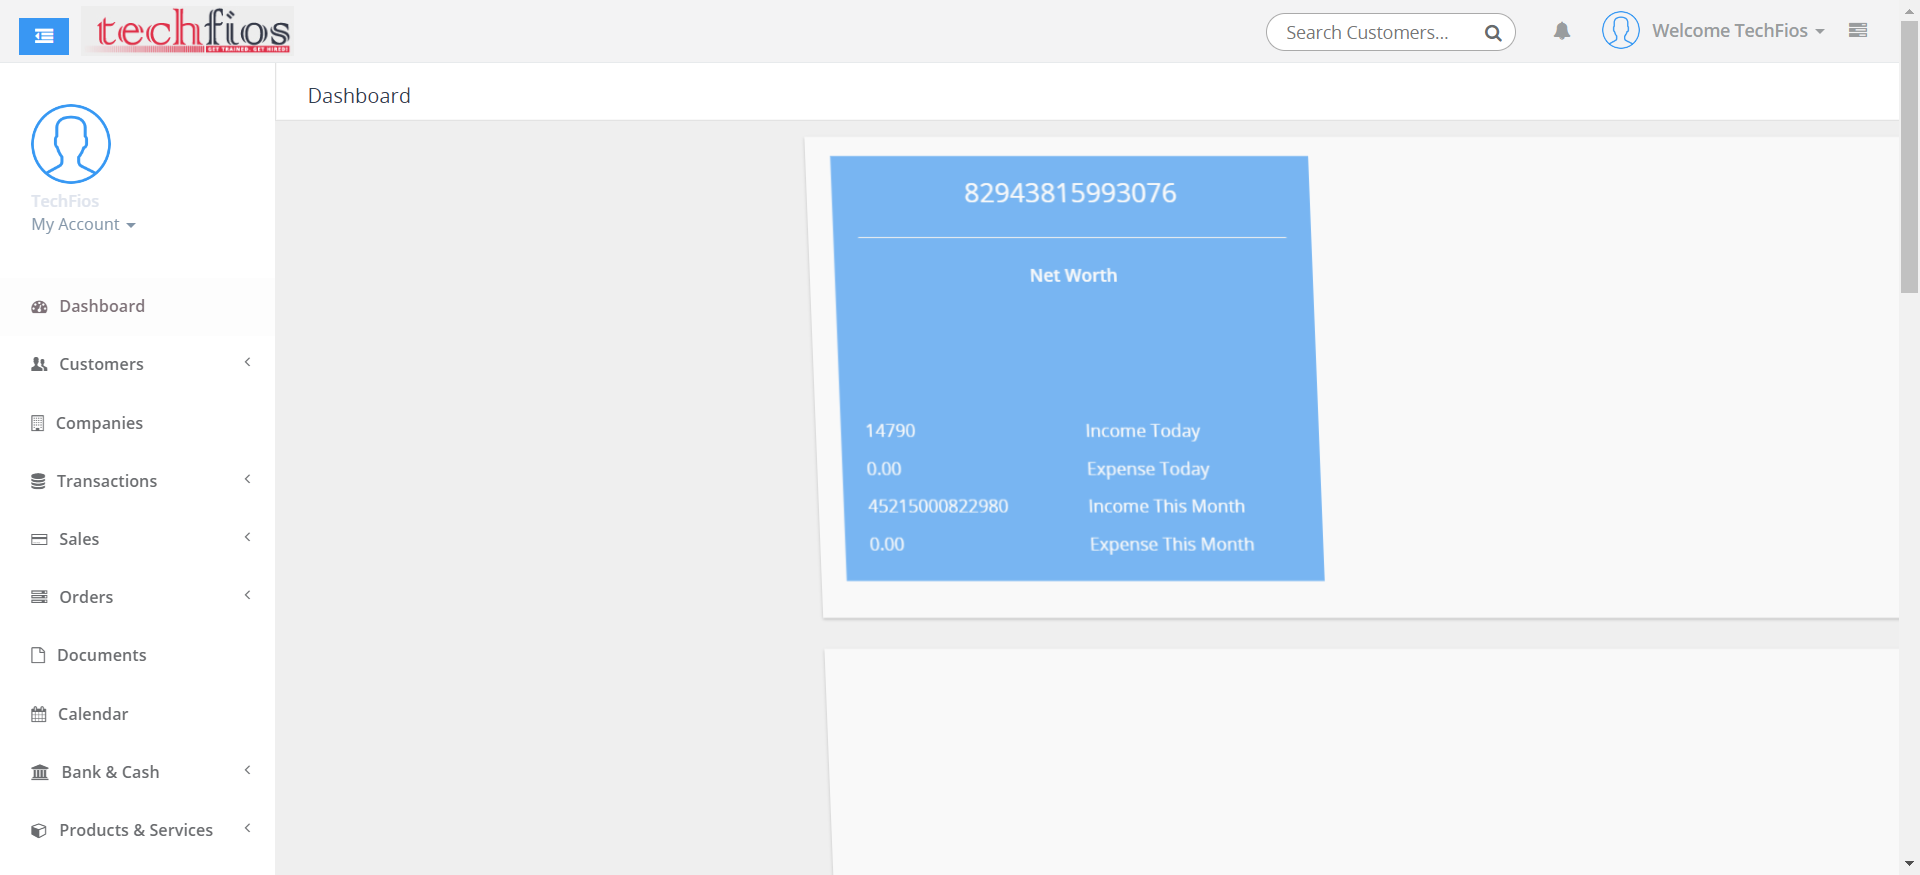 techfios
GET TRAINED. GET HIRED!
Search Customers...
Welcome TechFios
Dashboard
TechFios
My Account
Dashboard
Customers
Companies
Transactions
Sales
Orders
Documents
Calendar
Bank & Cash
Products & Services
82943815993076
Net Worth
14790 Income Today
0.00 Expense Today
45215000822980 Income This Month
0.00 Expense This Month